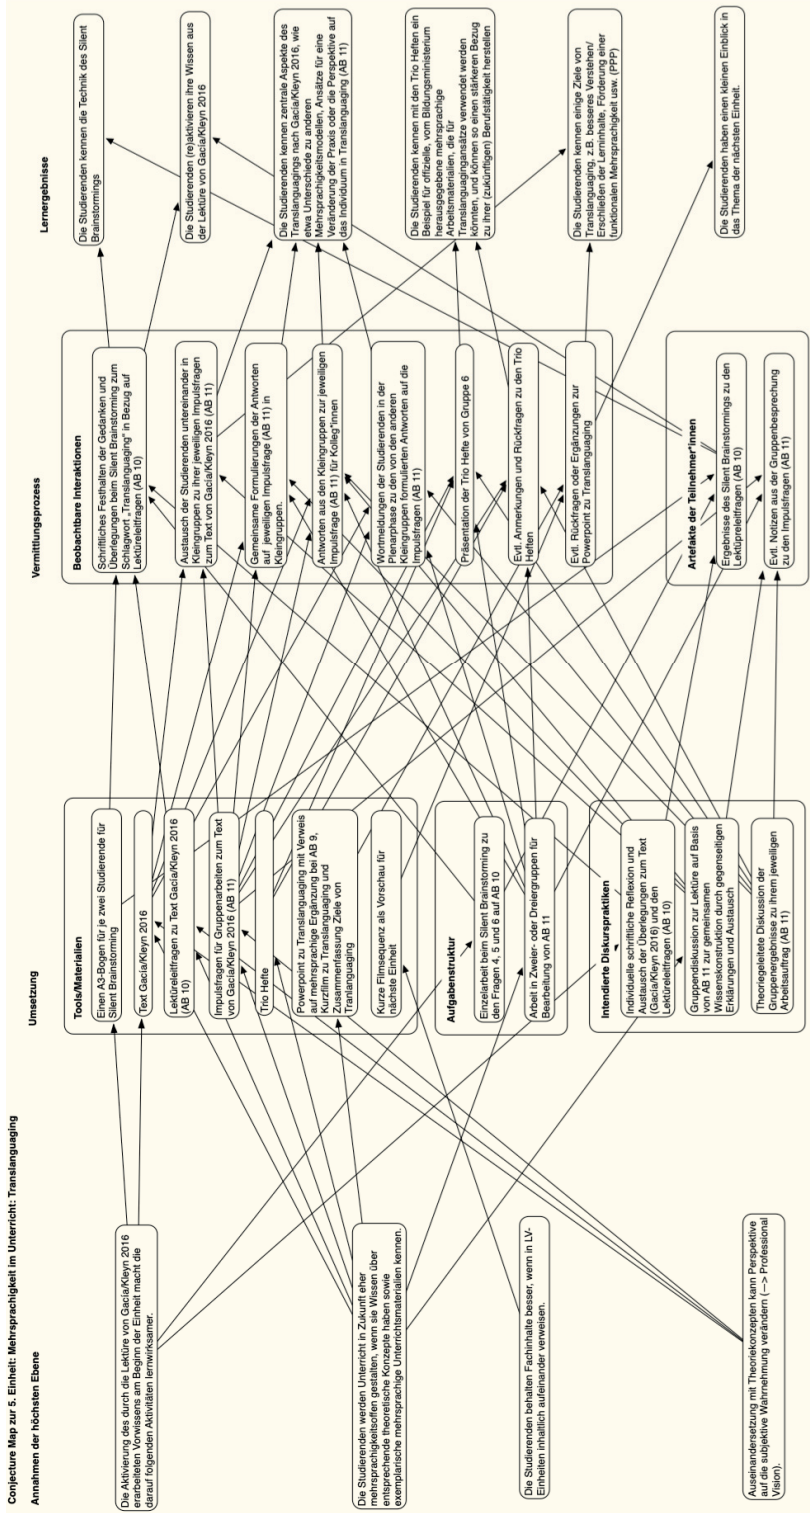 Conjecture Map zur 5. Einheit: Mehrsprachigkeit im Unterricht: Translanguaging
Annahmen der höchsten Ebene
Die Aktivierung des durch die Lektüre von Gacia/Kleyn 2016
erarbeiteten Vorwissens am Beginn der Einheit macht die
darauf folgenden Aktivitäten lernwirksamer.
Die Studierenden werden Unterricht in Zukunft eher
mehrsprachigkeitsoffen gestalten, wenn sie Wissen über
entsprechende theoretische Konzepte haben sowie
exemplarische mehrsprachige Unterrichtsmaterialien kennen.
Die Studierenden behalten Fachinhalte besser, wenn in LV-
Einheiten inhaltlich aufeinander verweisen.
Auseinandersetzung mit Theoriekonzepten kann Perspektive
auf die subjektive Wahrnehmung verändern (—> Professional
Vision).
Umsetzung
Tools/Materialien
Einen A3-Bogen für je zwei Studierende für
Silent Brainstorming
Text Gacia/Kleyn 2016
Lektüreleitfragen zu Text Gacia/Kleyn 2016
(AB 10)
Impulsfragen für Gruppenarbeiten zum Text
von Gacia/Kleyn 2016 (AB 11)
Trio Hefte
Powerpoint zu Translanguaging mit Verweis
auf mehrsprachige Ergänzung bei AB 9,
Kurzfilm zu Translanguaging und
Zusammenfassung Ziele von
Tranlanguaging
Kurze Filmsequenz als Vorschau für
nächste Einheit
Aufgabenstruktur
Einzelarbeit beim Silent Brainstorming zu
den Fragen 4, 5 und 6 auf AB 10
Arbeit in Zweier- oder Dreiergruppen für
Bearbeitung von AB 11
Intendierte Diskurspraktiken
Individuelle schriftliche Reflexion und
Austausch der Überlegungen zum Text
(Gacia/Kleyn 2016) und den
Lektüreleitfragen (AB 10)
Gruppendiskussion zur Lektüre auf Basis
von AB 11 zur gemeinsamen
Wissenskonstruktion durch gegenseitigen
Erklärungen und Austausch
Theoriegeleitete Diskussion der
Gruppenergebnisse zu ihrem jeweiligen
Arbeitsauftrag (AB 11)
Vermittlungsprozess
Beobachtbare Interaktionen
Schriftliches Festhalten der Gedanken und
Überlegungen beim Silent Brainstorming zum
Schlagwort „Translanguaging" in Bezug auf
Lektüreleitfragen (AB 10)
Austausch der Studierenden untereinander in
Kleingruppen zu ihrer jeweiligen Impulsfragen
zum Text von Gacia/Kleyn 2016 (AB 11)
Gemeinsame Formulierungen der Antworten
auf jeweiligen Impulsfrage (AB 11) in
Kleingruppen.
Antworten aus den Kleingruppen zur jeweiligen
Impulsfrage (AB 11) für Kolleg*innen
Wortmeldungen der Studierenden in der
Plenarphase zu den von den anderen
Kleingruppen formulierten Antworten auf die
Impulsfragen (AB 11)
Präsentation der Trio Hefte von Gruppe 6
Evtl. Anmerkungen und Rückfragen zu den Trio
Heften
Evtl. Rückfragen oder Ergänzungen zur
Powerpoint zu Translanguaging
Artefakte der Teilnehmer*innen
Ergebnisse des Silent Brainstormings zu den
Lektüpreleitfragen (AB 10)
Evtl. Notizen aus der Gruppenbesprechung
zu den Impulsfragen (AB 11)
Lernergebnisse
Die Studierenden kennen die Technik des Silent
Brainstormings
Die Studierenden (re)aktivieren ihre Wissen aus
der Lektüre von Gacia/Kleyn 2016
Die Studierenden kennen zentrale Aspekte des
Translanguagings nach Gacia/Kleyn 2016, wie
etwa Unterschiede zu anderen
Mehrsprachigkeitsmodellen, Ansätze für eine
Veränderung der Praxis oder die Perspektive auf
das Individuum in Translanguaging (AB 11)
Die Studierenden kennen mit den Trio Heften ein
Beispiel für offizielle, vom Bildungsministerium
herausgegebene mehrsprachige
Arbeitsmaterialien, die für
Translanguagingansätze verwendet werden
könnten, und können so einen stärkeren Bezug
zu ihrer (zukünftigen) Berufstätigkeit herstellen
Die Studierenden kennen einige Ziele von
Translanguaging, z.B. besseres Verstehen/
Erschließen der Lerninhalte, Förderung einer
funktionalen Mehrsprachigkeit usw. (PPP)
Die Studierenden haben einen kleinen Einblick in
das Thema der nächsten Einheit.